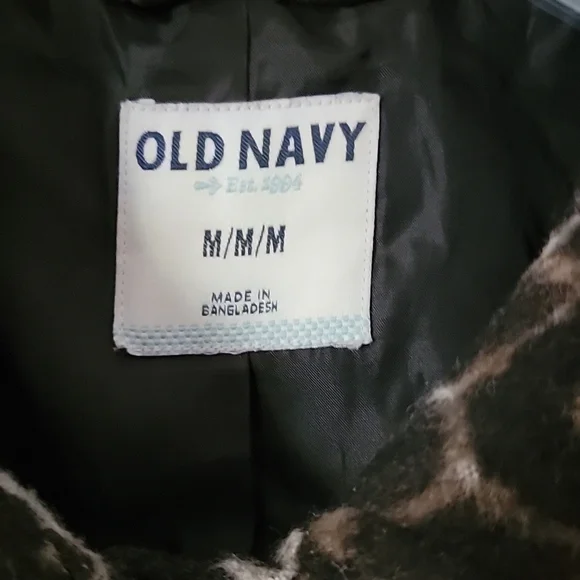 OLD NAVY
Est. 1994
M/M/M
MADE IN
BANGLADESH